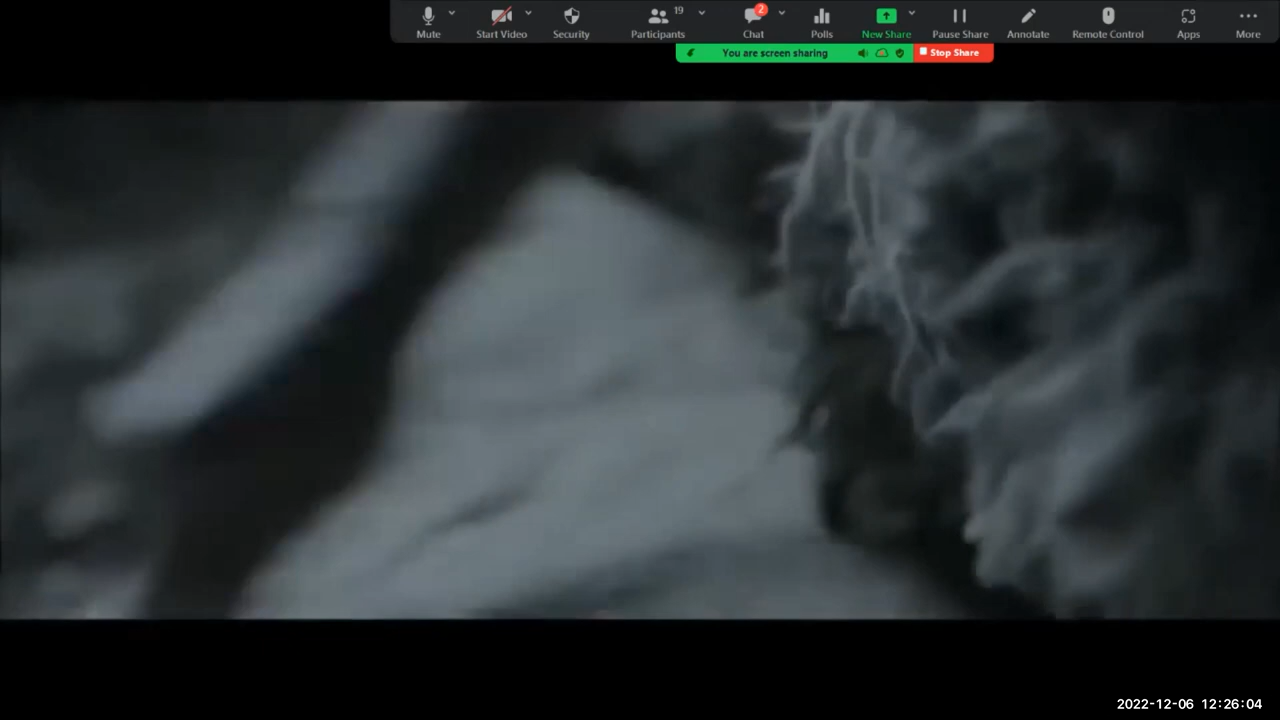 Mute
Start Video
Security
Participants
19
Chat
2
Polls
New Share
Pause Share
Annotate
Remote Control
Apps
More
You are screen sharing
Stop Share
2022-12-06 12:26:04